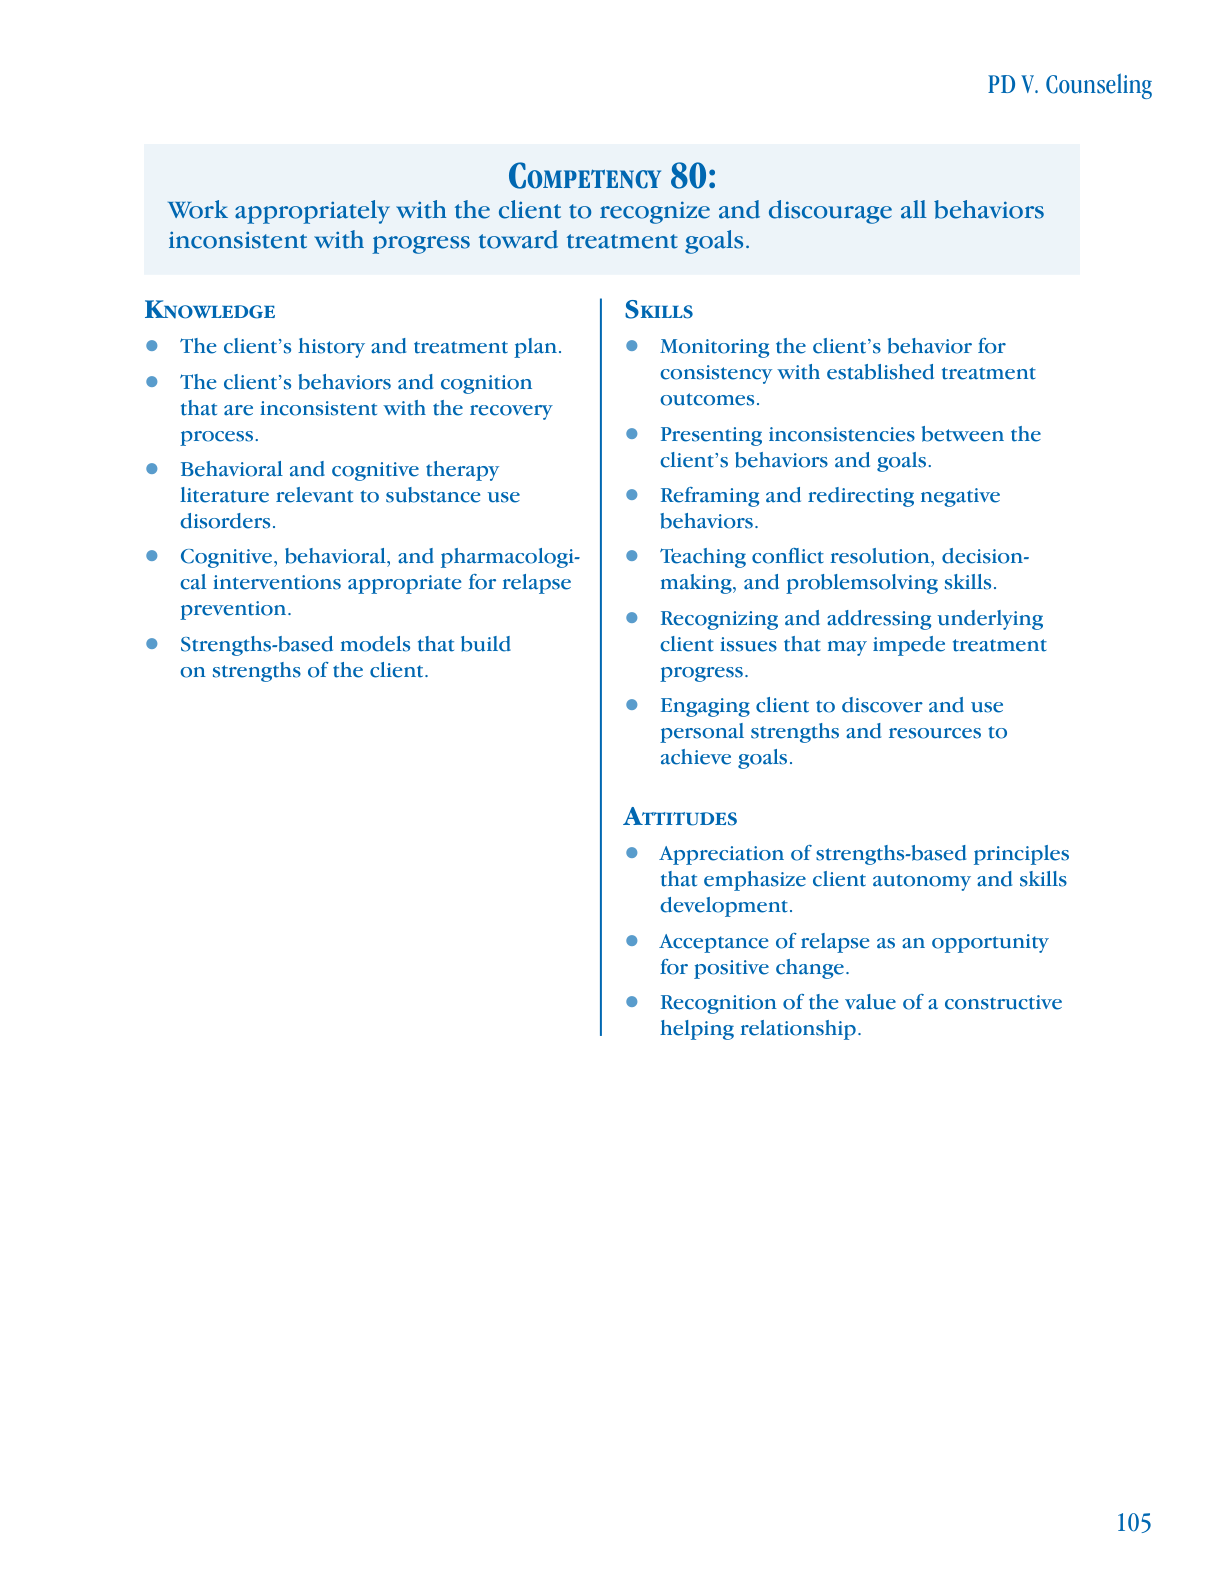 PD V. Counseling
Competency 80:
Work appropriately with the client to recognize and discourage all behaviors
inconsistent with progress toward treatment goals.
Knowledge
● The client’s history and treatment plan.
● The client’s behaviors and cognition
that are inconsistent with the recovery
process.
● Behavioral and cognitive therapy
literature relevant to substance use
disorders.
● Cognitive, behavioral, and pharmacologi-
cal interventions appropriate for relapse
prevention.
● Strengths-based models that build
on strengths of the client.
Skills
● Monitoring the client’s behavior for
consistency with established treatment
outcomes.
● Presenting inconsistencies between the
client’s behaviors and goals.
● Reframing and redirecting negative
behaviors.
● Teaching conflict resolution, decision-
making, and problemsolving skills.
● Recognizing and addressing underlying
client issues that may impede treatment
progress.
● Engaging client to discover and use
personal strengths and resources to
achieve goals.
Attitudes
● Appreciation of strengths-based principles
that emphasize client autonomy and skills
development.
● Acceptance of relapse as an opportunity
for positive change.
● Recognition of the value of a constructive
helping relationship.
105